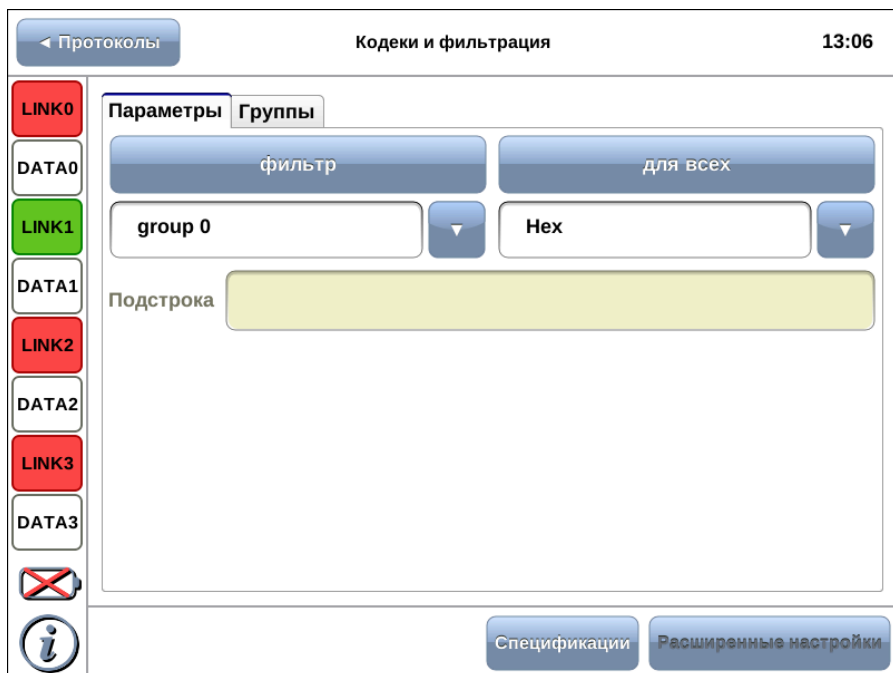 ◄ Протоколы
Кодеки и фильтрация
13:06
LINK0
DATA0
LINK1
DATA1
LINK2
DATA2
LINK3
DATA3
Параметры Группы
фильтр для всех
group 0 ▼ Hex ▼
Подстрока
i
Спецификации Расширенные настройки